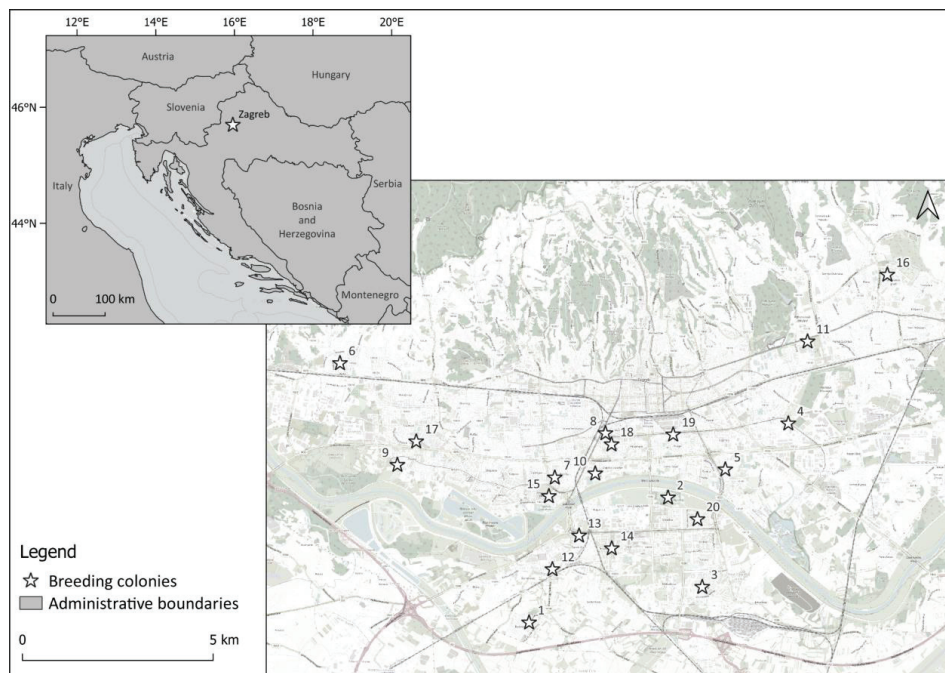 12°E 14°E 16°E 18°E 20°E
Austria
Hungary
46°N
Slovenia
Zagreb
Italy
Serbia
Bosnia
and
Herzegovina
44°N
Montenegro
0 100 km
16
11
6
4
8
18
19
17
9
7
10
5
15
2
20
13
14
12
3
1
Legend
Breeding colonies
Administrative boundaries
0 5 km